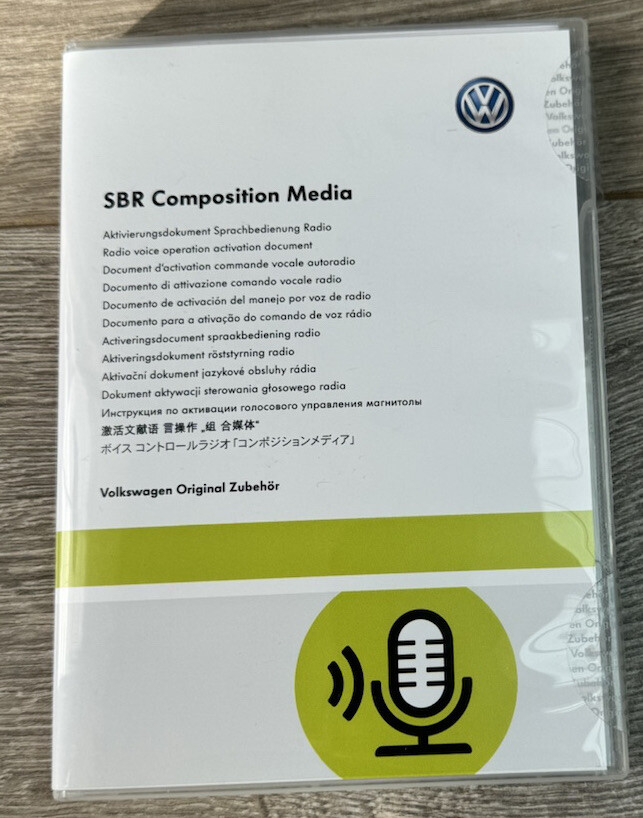 SBR Composition Media
Aktivierungsdokument Sprachbedienung Radio
Radio voice operation activation document
Document d'activation commande vocale autoradio
Documento di attivazione comando vocale radio
Documento de activación del manejo por voz de radio
Documento para a ativação do comando de voz rádio
Activeringsdocument spraakbediening radio
Aktiveringsdokument röststyrning radio
Aktivační dokument jazykové obsluhy rádia
Dokument aktywacji sterowania głosowego radia
Инструкция по активации голосового управления магнитолы
激活文献语 言操作 „组 合媒体“
ボイス コントロールラジオ「コンポジションメディア」
Volkswagen Original Zubehör